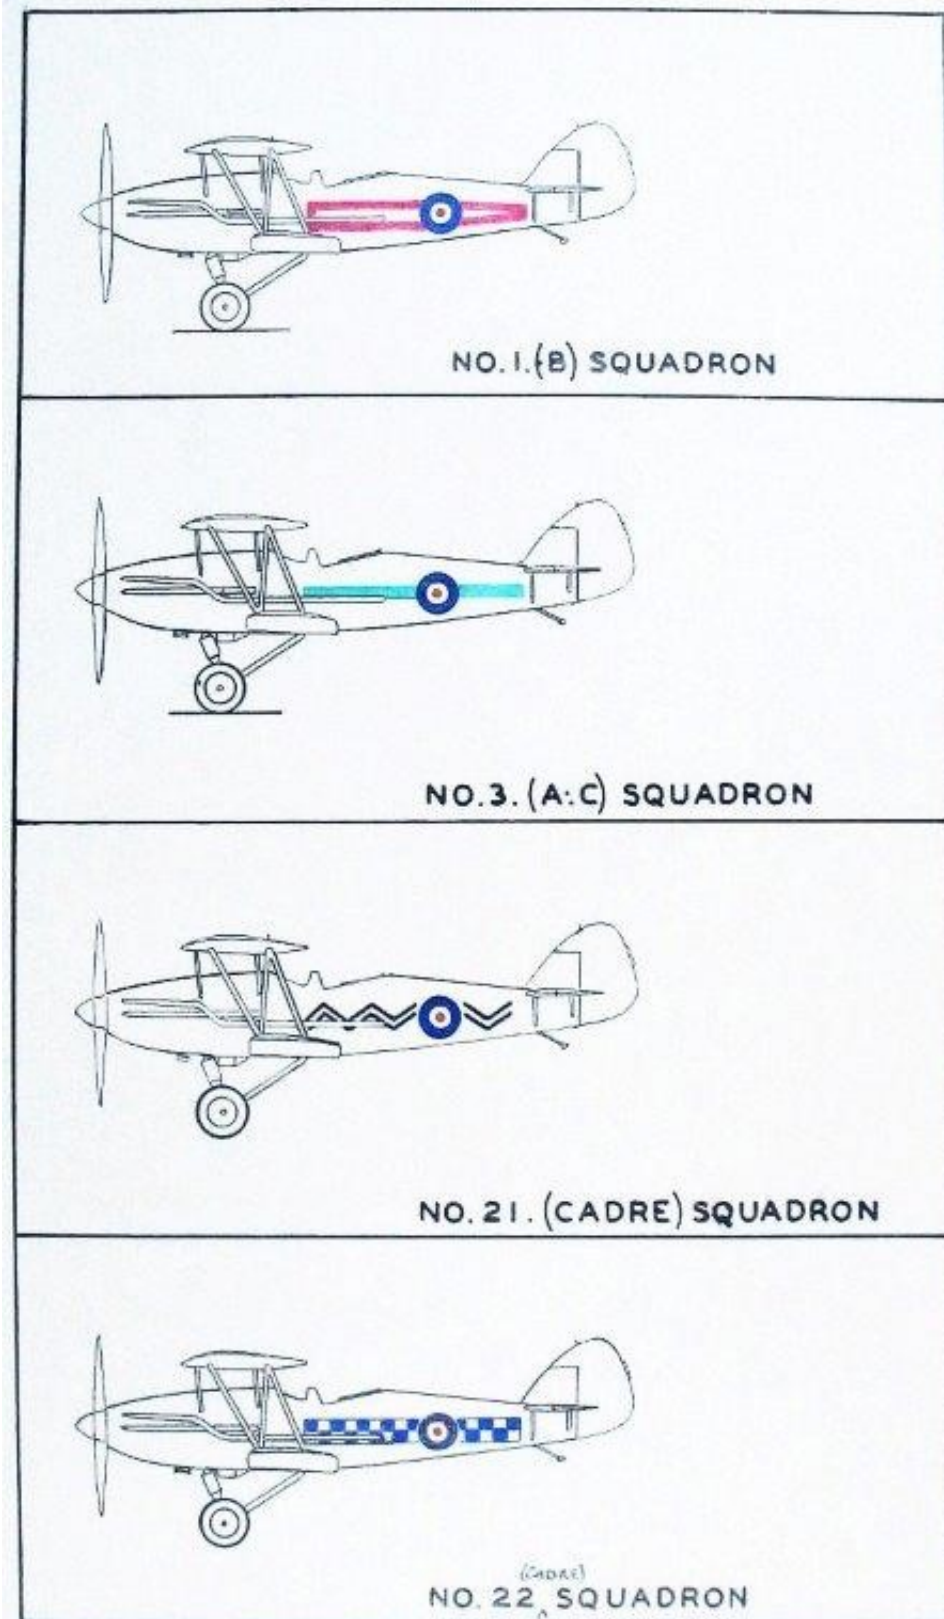 NO. 1. (B) SQUADRON
NO. 3. (A.C) SQUADRON
NO. 21. (CADRE) SQUADRON
(CADRE)
NO. 22 SQUADRON